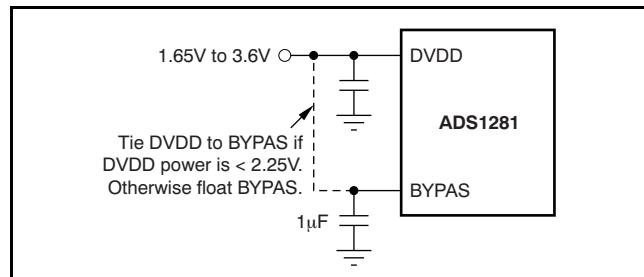 1.65V to 3.6V
DVDD
ADS1281
Tie DVDD to BYPAS if
DVDD power is < 2.25V.
Otherwise float BYPAS.
BYPAS
1μF